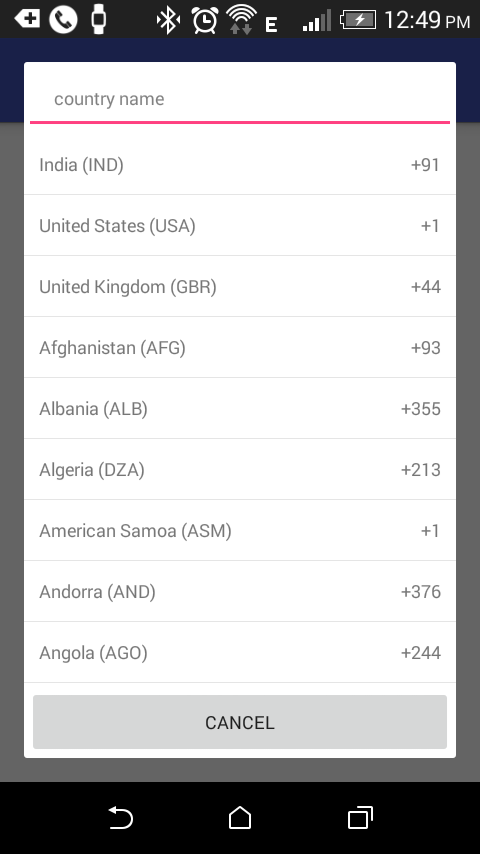 E 12:49 PM
country name
India (IND) +91
United States (USA) +1
United Kingdom (GBR) +44
Afghanistan (AFG) +93
Albania (ALB) +355
Algeria (DZA) +213
American Samoa (ASM) +1
Andorra (AND) +376
Angola (AGO) +244
CANCEL